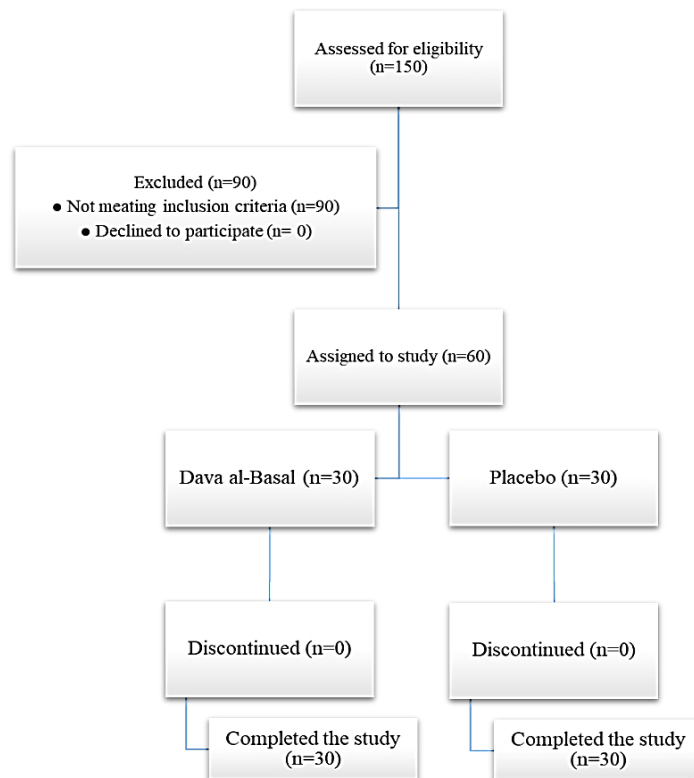 Assessed for eligibility
(n=150)
Excluded (n=90)
● Not meating inclusion criteria (n=90)
● Declined to participate (n= 0)
Assigned to study (n=60)
Dava al-Basal (n=30)
Placebo (n=30)
Discontinued (n=0)
Discontinued (n=0)
Completed the study
(n=30)
Completed the study
(n=30)